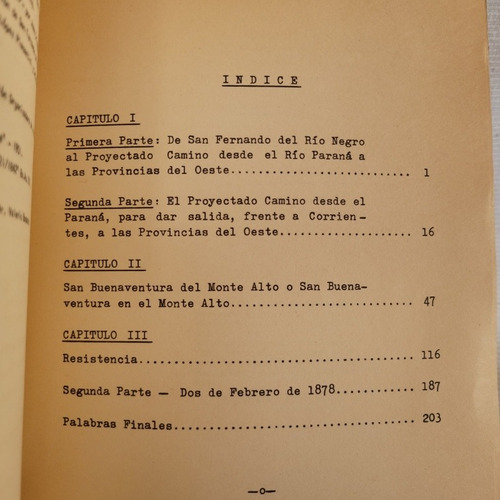 I N D I C E
CAPITULO I
Primera Parte: De San Fernando del Río Negro
al Proyectado Camino desde el Río Paraná a
las Provincias del Oeste.................................. 1
Segunda Parte: El Proyectado Camino desde el
Paraná, para dar salida, frente a Corrien-
tes, a las Provincias del Oeste......................... 16
CAPITULO II
San Buenaventura del Monte Alto o San Buena-
ventura en el Monte Alto................................ 47
CAPITULO III
Resistencia................................................ 116
Segunda Parte — Dos de Febrero de 1878............ 187
Palabras Finales......................................... 203
—o—